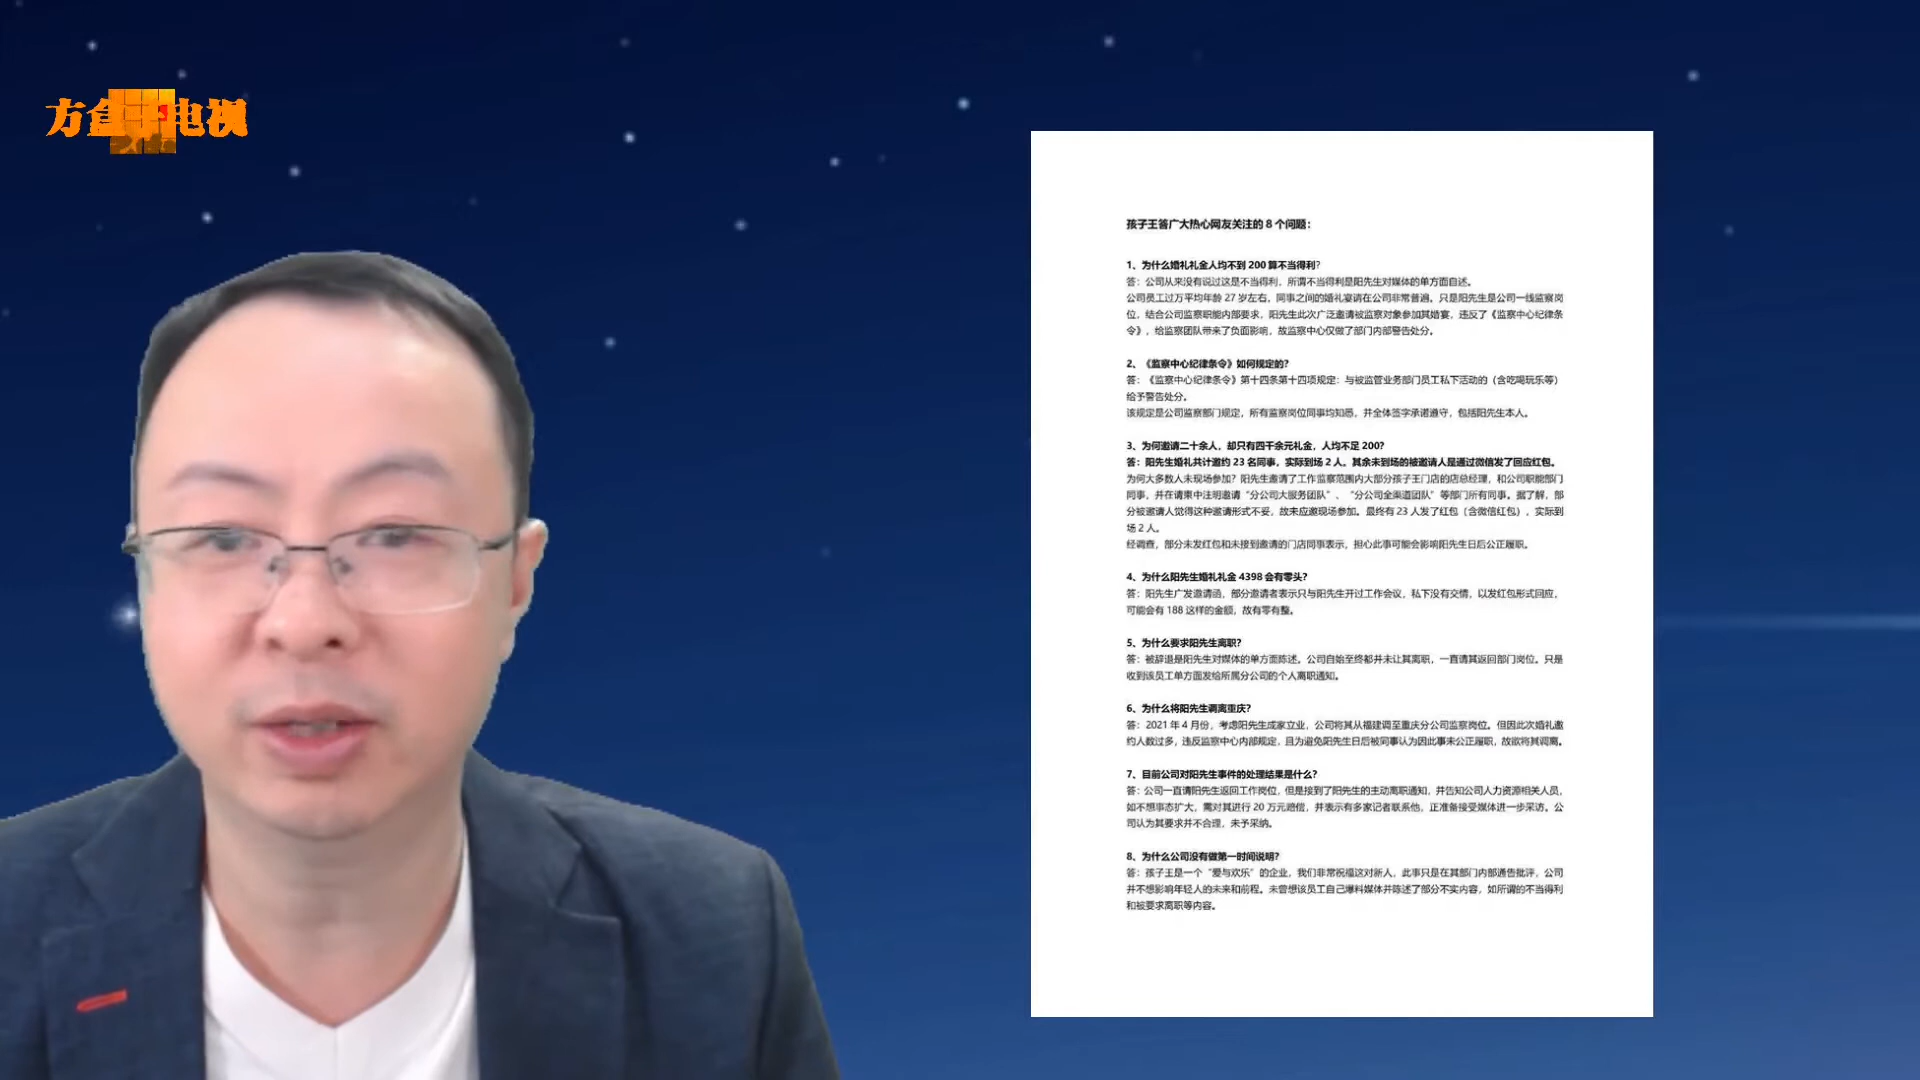 方盒子电视
孩子王答广大热心网友关注的 8 个问题：
1、为什么婚礼礼金人均不到 200 算不当得利？
答：公司从来没有说过这是不当得利，所谓不当得利是阳先生对媒体的单方面自述。
公司员工过万平均年龄 27 岁左右，同事之间的婚礼宴请在公司非常普遍。只是阳先生是公司一线监察岗
位，结合公司监察职能内部要求，阳先生此次广泛邀请被监察对象参加其婚宴，违反了《监察中心纪律条
令》，给监察团队带来了负面影响，故监察中心仅做了部门内部警告处分。
2、《监察中心纪律条令》如何规定的？
答：《监察中心纪律条令》第十四条第十四项规定：与被监管业务部门员工私下活动的（含吃喝玩乐等）
给予警告处分。
该规定是公司监察部门规定，所有监察岗位同事均知悉，并全体签字承诺遵守，包括阳先生本人。
3、为何邀请二十余人，却只有四千余元礼金，人均不足 200？
答：阳先生婚礼共计邀约 23 名同事，实际到场 2 人。其余未到场的被邀请人是通过微信发了回应红包。
为何大多数人未现场参加？阳先生邀请了工作监察范围内大部分孩子王门店的店总经理，和公司职能部门
同事，并在请柬中注明邀请“分公司大服务团队”、“分公司全渠道团队”等部门所有同事。据了解，部
分被邀请人觉得这种邀请形式不妥，故未应邀现场参加。最终有 23 人发了红包（含微信红包），实际到
场 2 人。
经调查，部分未发红包和未接到邀请的门店同事表示，担心此事可能会影响阳先生日后公正履职。
4、为什么阳先生婚礼礼金 4398 会有零头？
答：阳先生广发邀请函，部分邀请者表示只与阳先生开过工作会议，私下没有交情，以发红包形式回应，
可能会有 188 这样的金额，故有零有整。
5、为什么要求阳先生离职？
答：被辞退是阳先生对媒体的单方面陈述。公司自始至终都并未让其离职，一直请其返回部门岗位。只是
收到该员工单方面发给所属分公司的个人离职通知。
6、为什么将阳先生调离重庆？
答：2021 年 4 月份，考虑阳先生成家立业，公司将其从福建调至重庆分公司监察岗位。但因此次婚礼邀
约人数过多，违反监察中心内部规定，且为避免阳先生日后被同事认为因此事未公正履职，故欲将其调离。
7、目前公司对阳先生事件的处理结果是什么？
答：公司一直请阳先生返回工作岗位，但是接到了阳先生的主动离职通知，并告知公司人力资源相关人员，
如不想事态扩大，需对其进行 20 万元赔偿，并表示有多家记者联系他，正准备接受媒体进一步采访。公
司认为其要求并不合理，未予采纳。
8、为什么公司没有做第一时间说明？
答：孩子王是一个“爱与欢乐”的企业，我们非常祝福这对新人，此事只是在其部门内部通告批评，公司
并不想影响年轻人的未来和前程。未曾想该员工自己爆料媒体并陈述了部分不实内容，如所谓的不当得利
和被要求离职等内容。